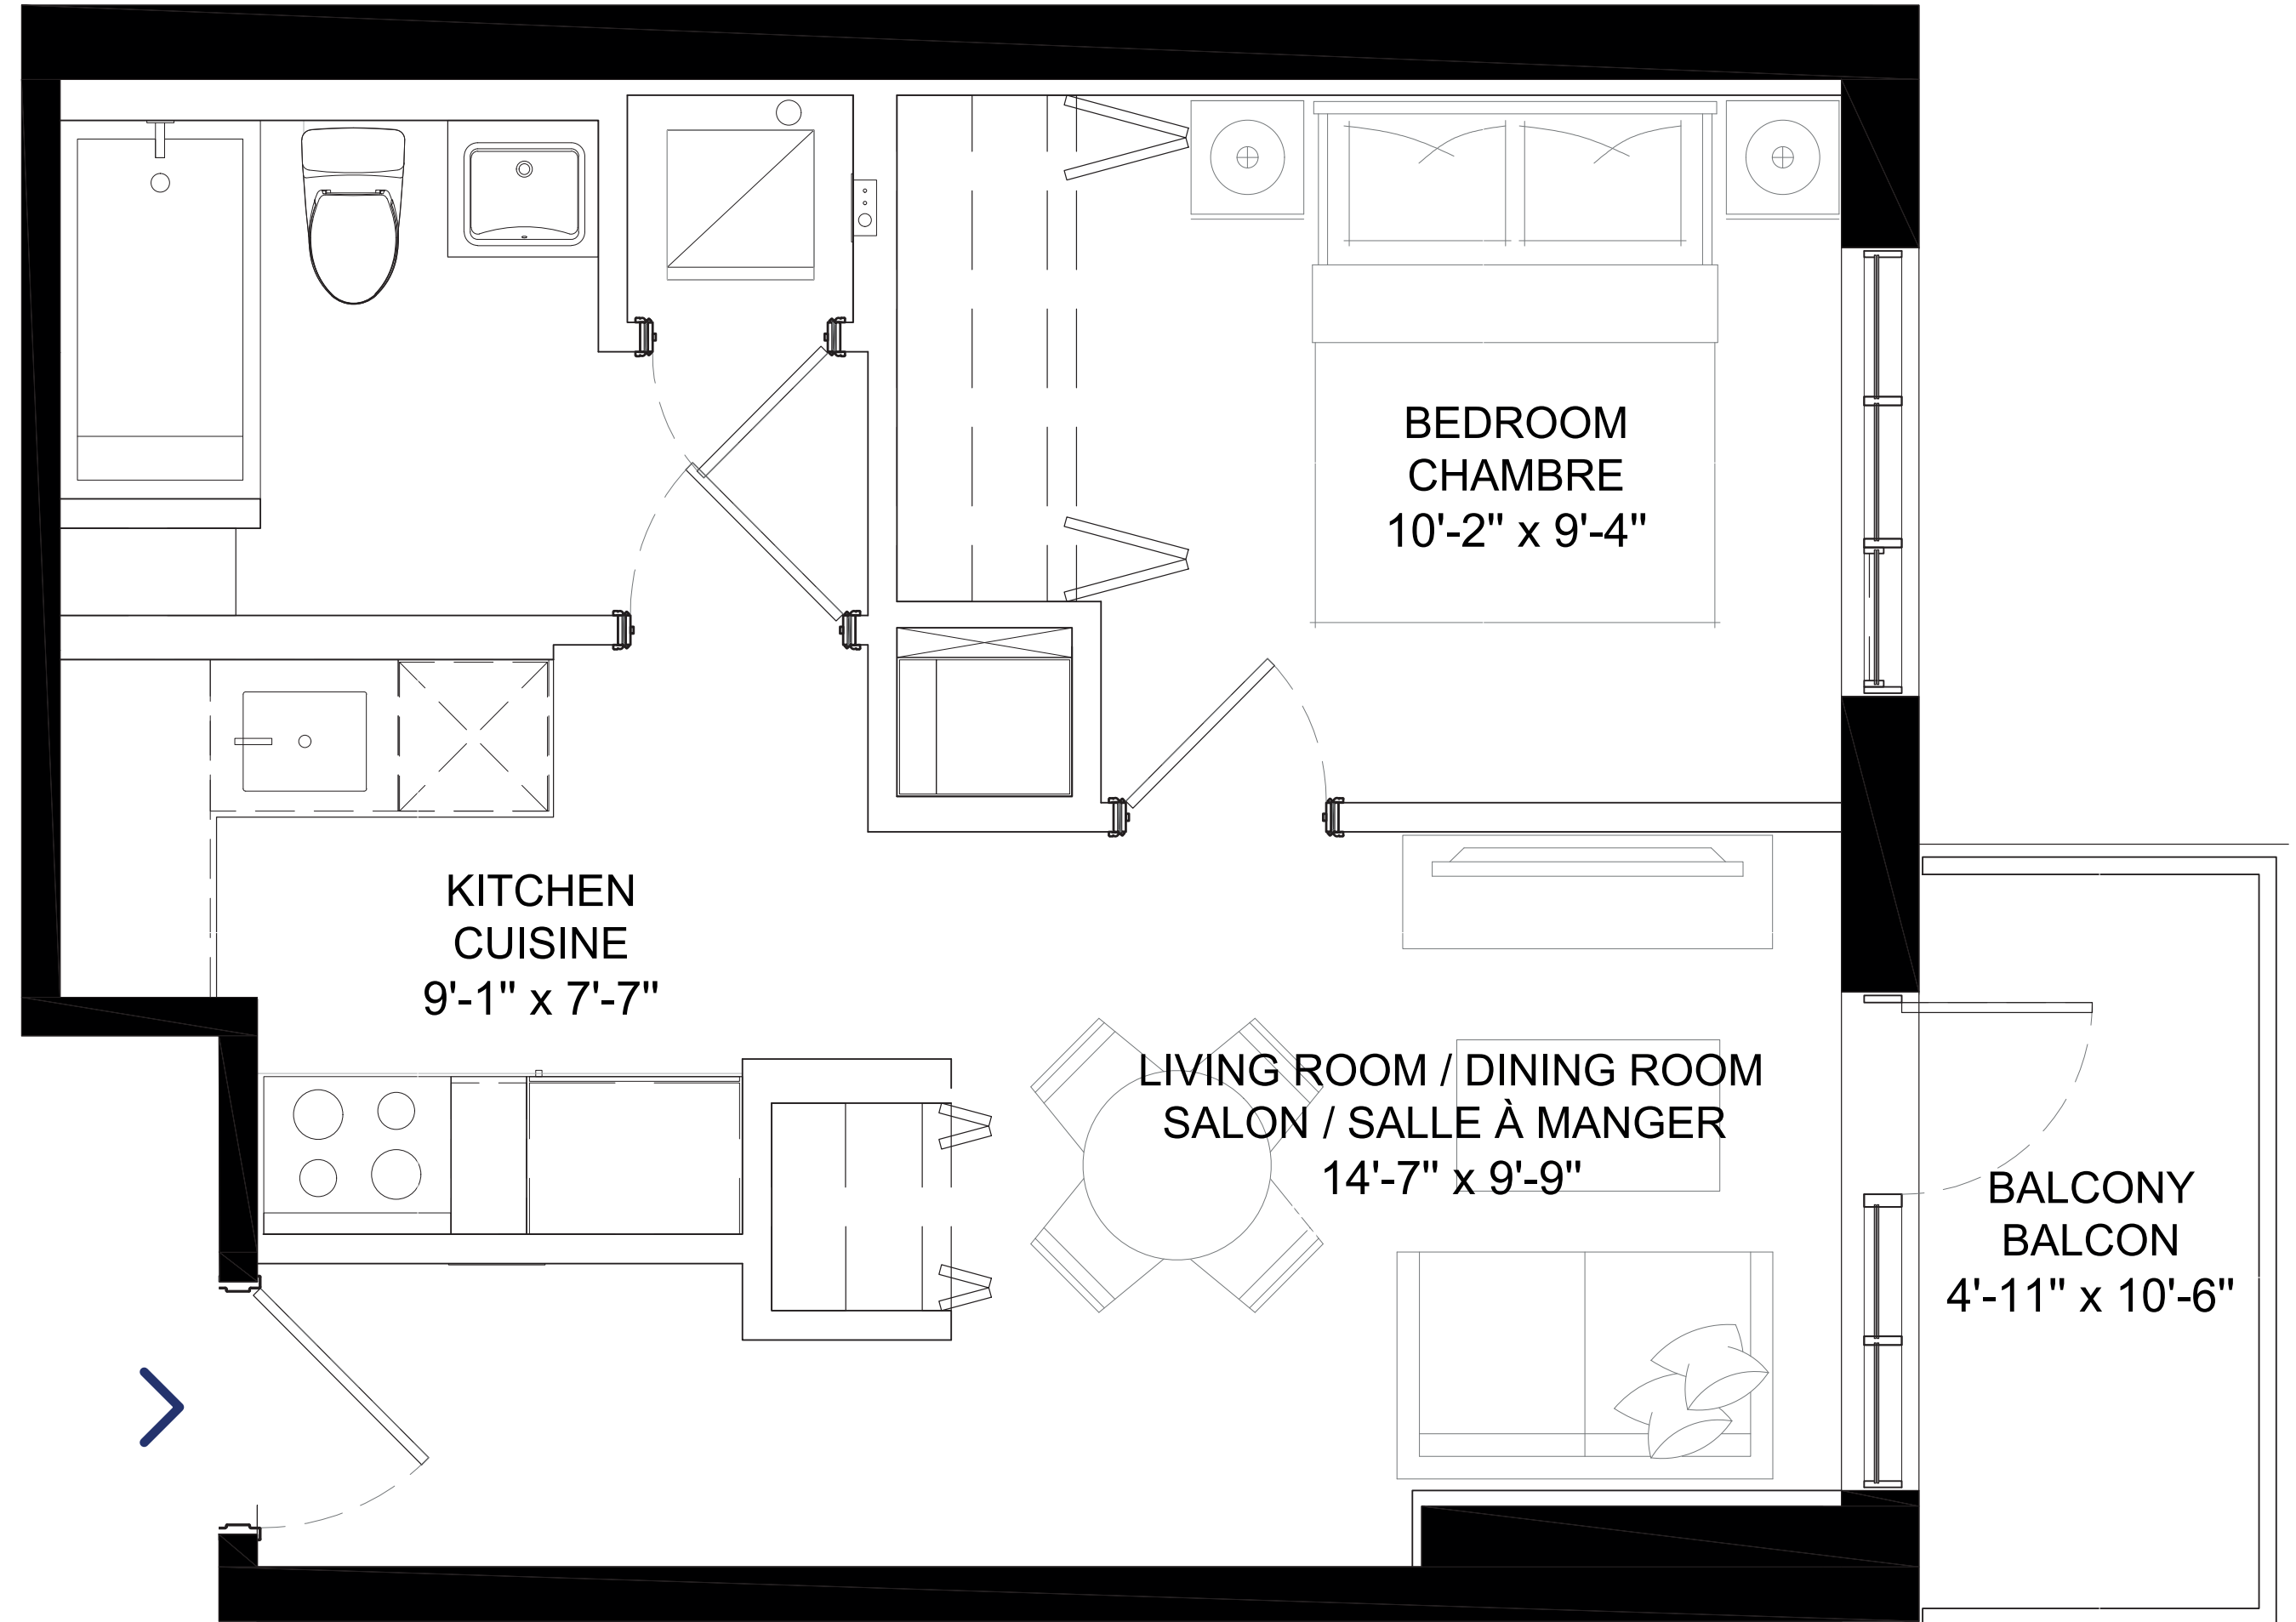 BEDROOM
CHAMBRE
10'-2" x 9'-4"
KITCHEN
CUISINE
9'-1" x 7'-7"
LIVING ROOM / DINING ROOM
SALON / SALLE À MANGER
14'-7" x 9'-9"
BALCONY
BALCON
4'-11" x 10'-6"